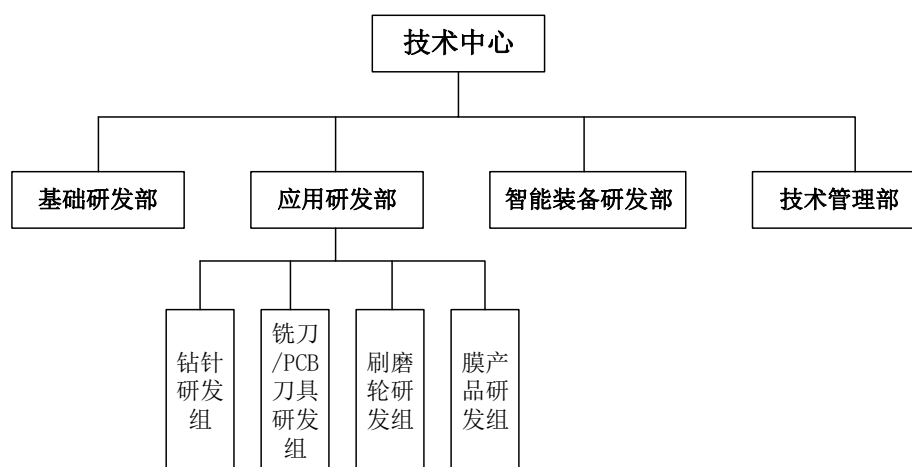 技术中心
基础研发部
应用研发部
智能装备研发部
技术管理部
钻针
研发
组
铣刀
/PCB
刀具
研发
组
刷磨
轮研
发组
膜产
品研
发组